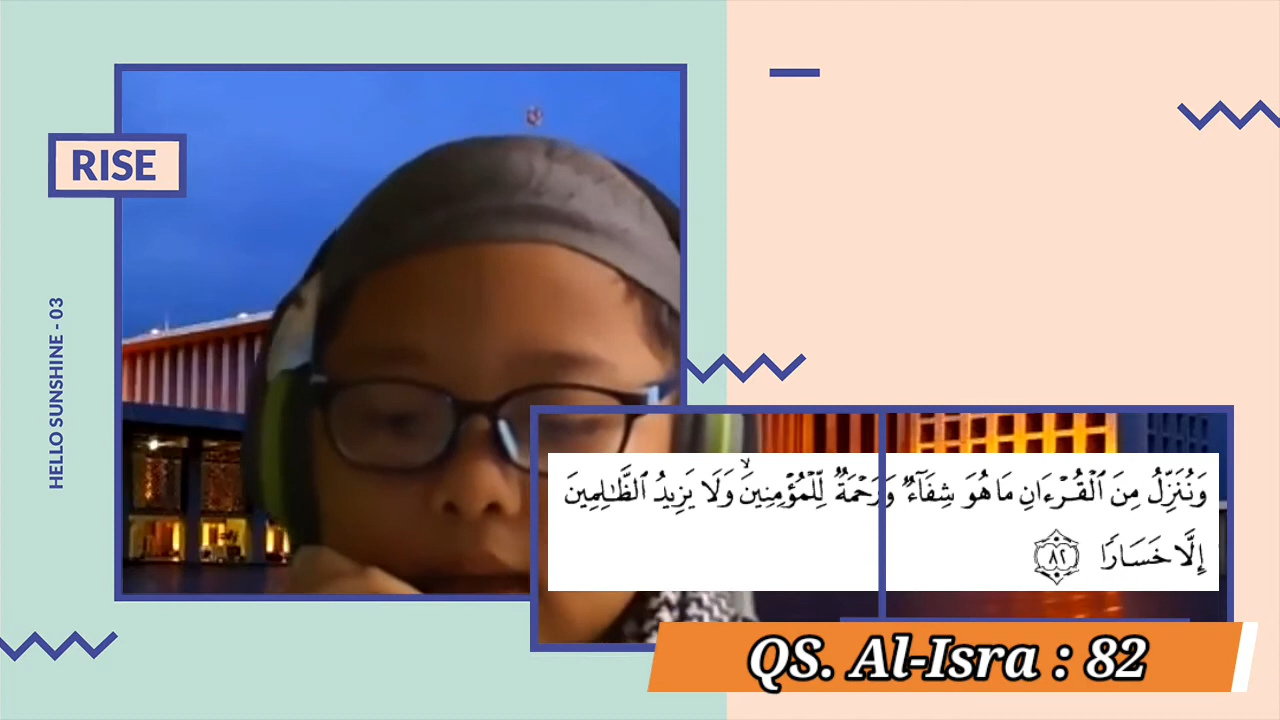 RISE
HELLO SUNSHINE - 03
وَنُنَزِّلُ مِنَ ٱلْقُرْءَانِ مَا هُوَ شِفَآءٌ وَرَحْمَةٌ لِّلْمُؤْمِنِينَ ۙ وَلَا يَزِيدُ ٱلظَّٰلِمِينَ
إِلَّا خَسَارًا ٨٢
QS. Al-Isra : 82